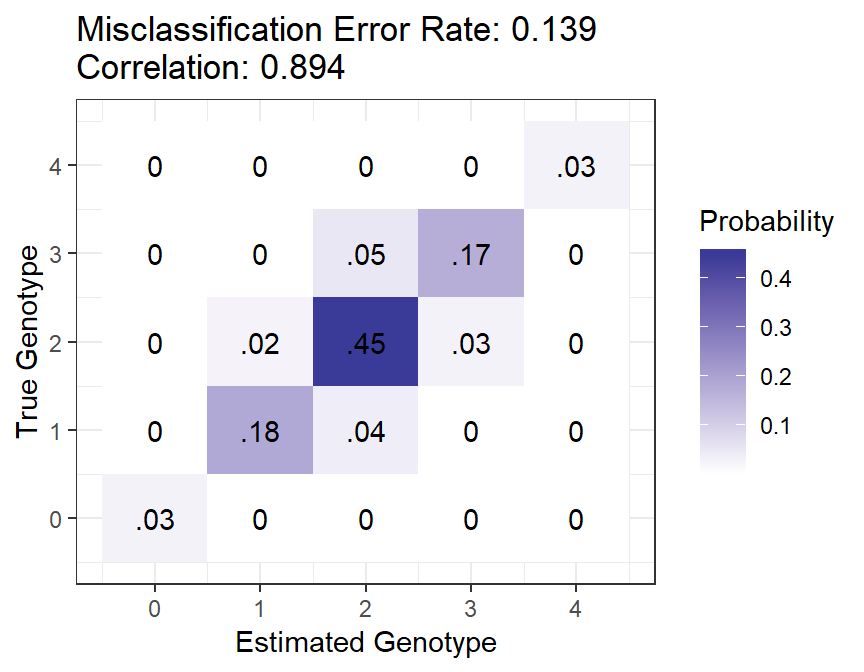 Misclassification Error Rate: 0.139
Correlation: 0.894
True Genotype
4 0 0 0 0 .03
3 0 0 .05 .17 0
2 0 .02 .45 .03 0
1 0 .18 .04 0 0
0 .03 0 0 0 0
0 1 2 3 4
Estimated Genotype
Probability
0.4
0.3
0.2
0.1